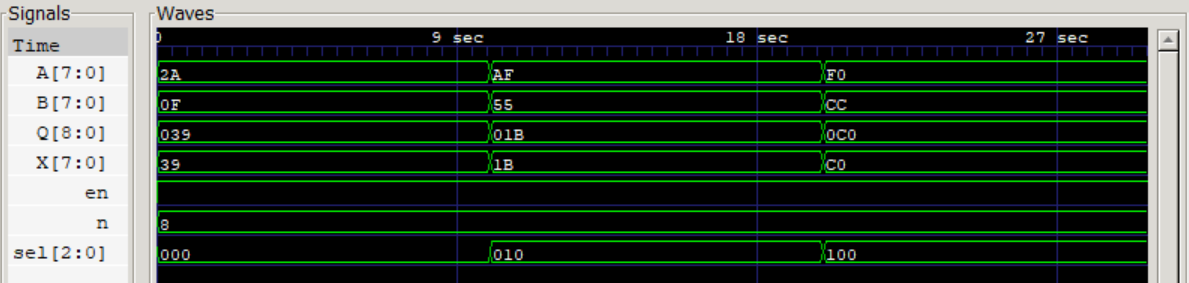 Signals Waves
Time 0 9 sec 18 sec 27 sec
A[7:0] 2A AF F0
B[7:0] 0F 55 CC
Q[8:0] 039 01B 0C0
X[7:0] 39 1B C0
en
n 8
sel[2:0] 000 010 100